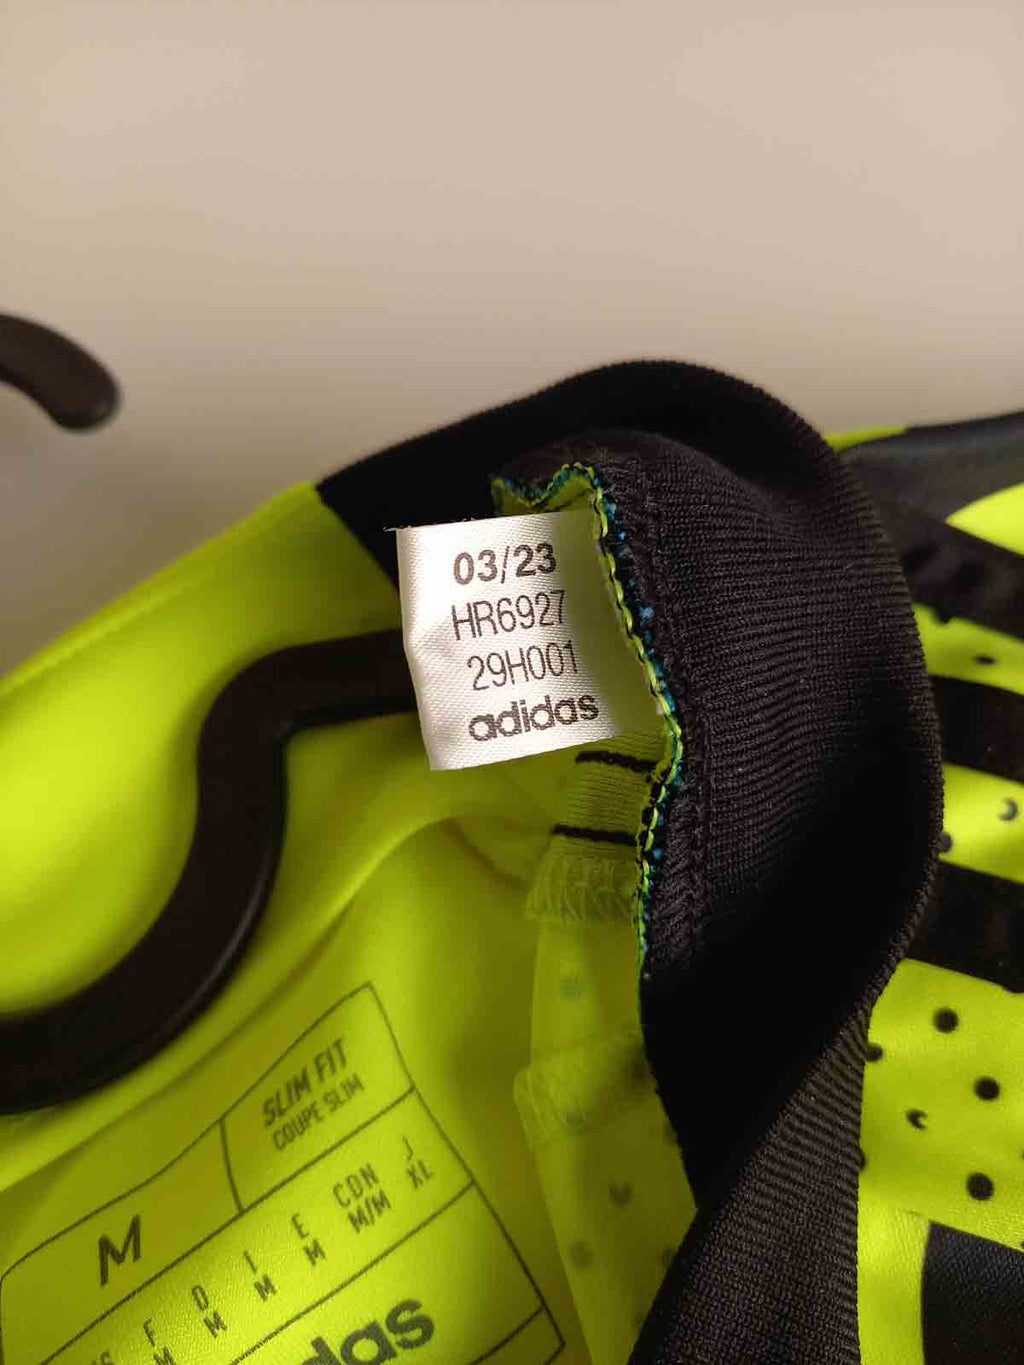 03/23
HR6927
29H001
adidas
SLIM FIT
COUPE SLIM
M
F D I E CDN J
M M M M M/M XL
adidas